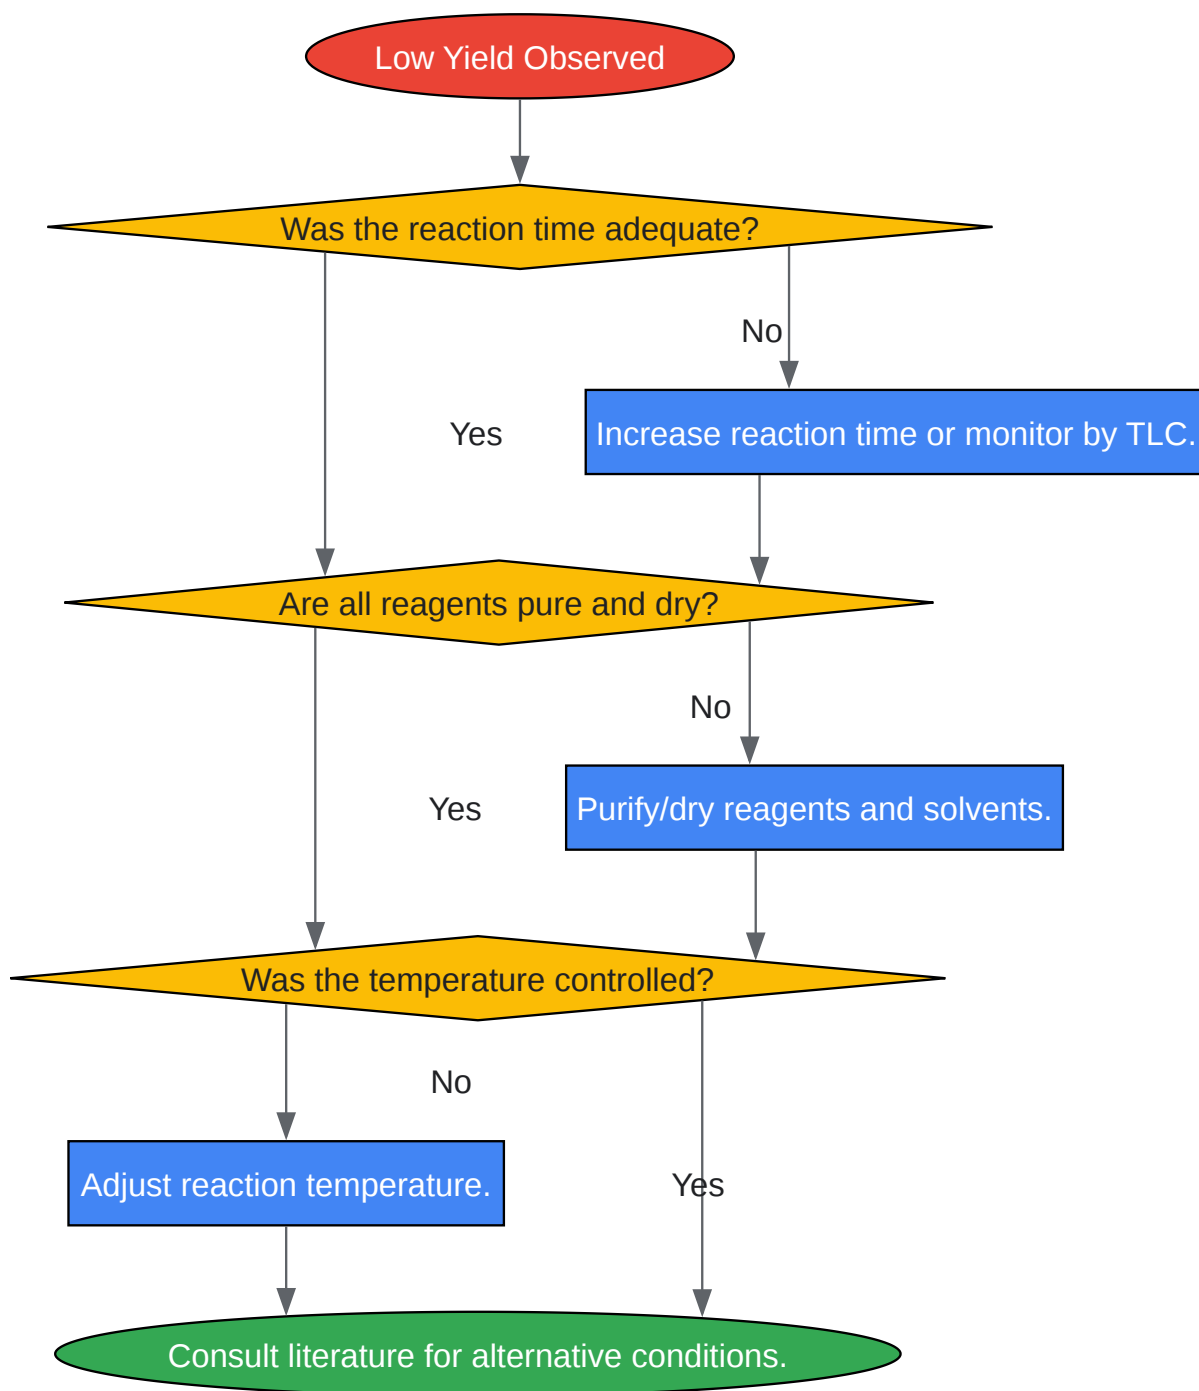 Low Yield Observed
Was the reaction time adequate?
No
Yes
Increase reaction time or monitor by TLC.
Are all reagents pure and dry?
No
Yes
Purify/dry reagents and solvents.
Was the temperature controlled?
No
Adjust reaction temperature.
Yes
Consult literature for alternative conditions.